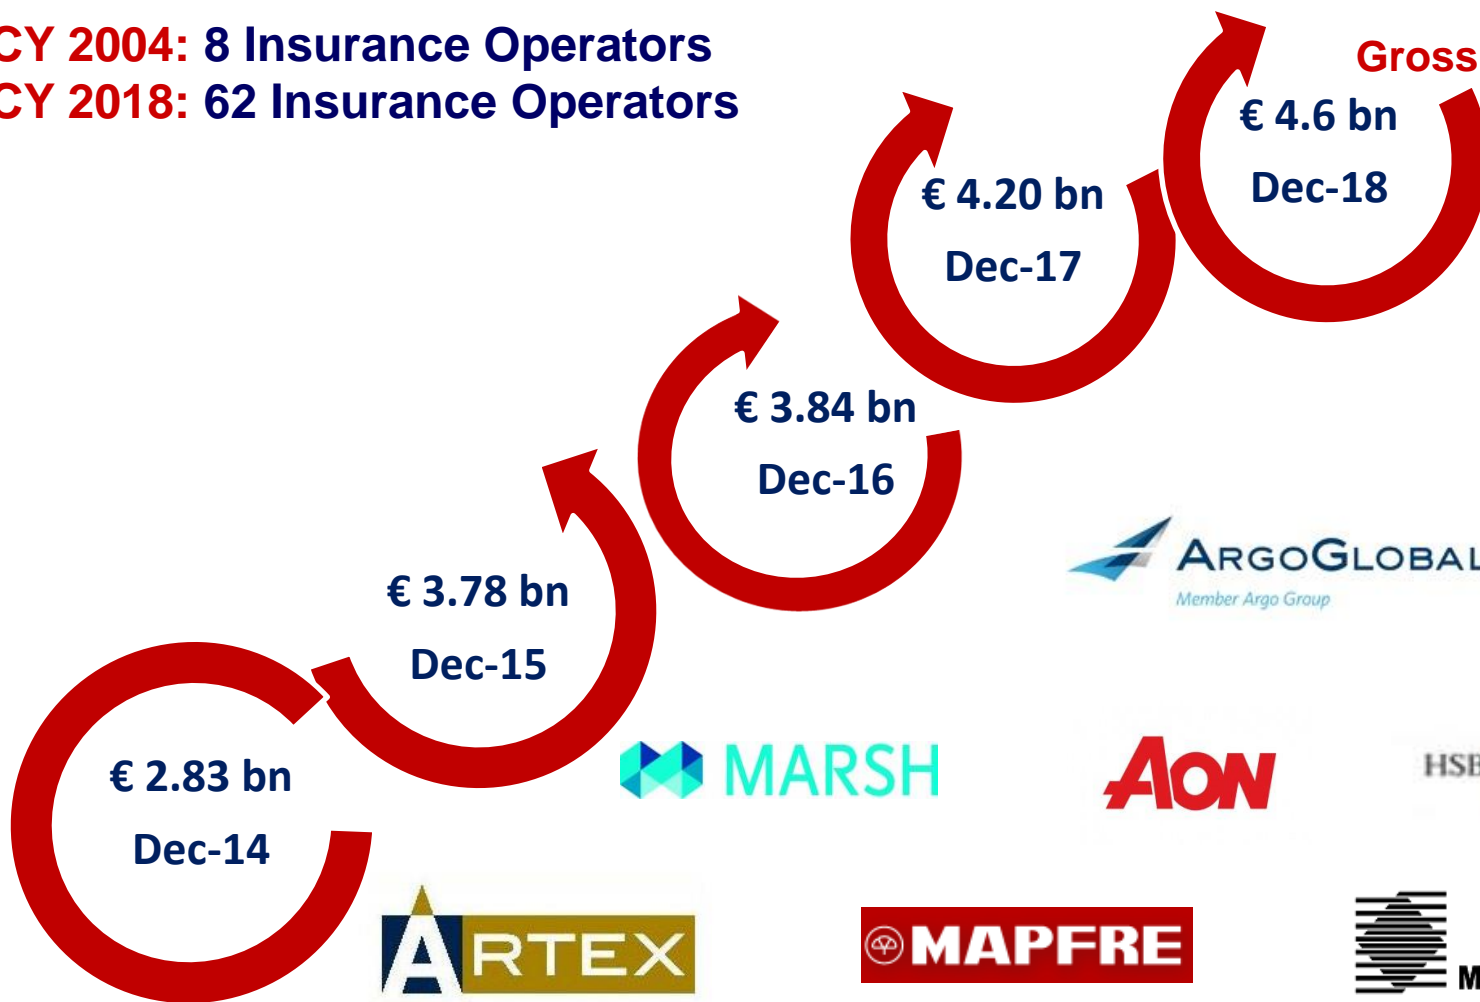 CY 2004: 8 Insurance Operators
CY 2018: 62 Insurance Operators
Gross
€ 4.6 bn
Dec-18
€ 4.20 bn
Dec-17
€ 3.84 bn
Dec-16
€ 3.78 bn
Dec-15
€ 2.83 bn
Dec-14
ARGOGLOBAL
Member Argo Group
MARSH
AON
HSB
ARTEX
MAPFRE
M